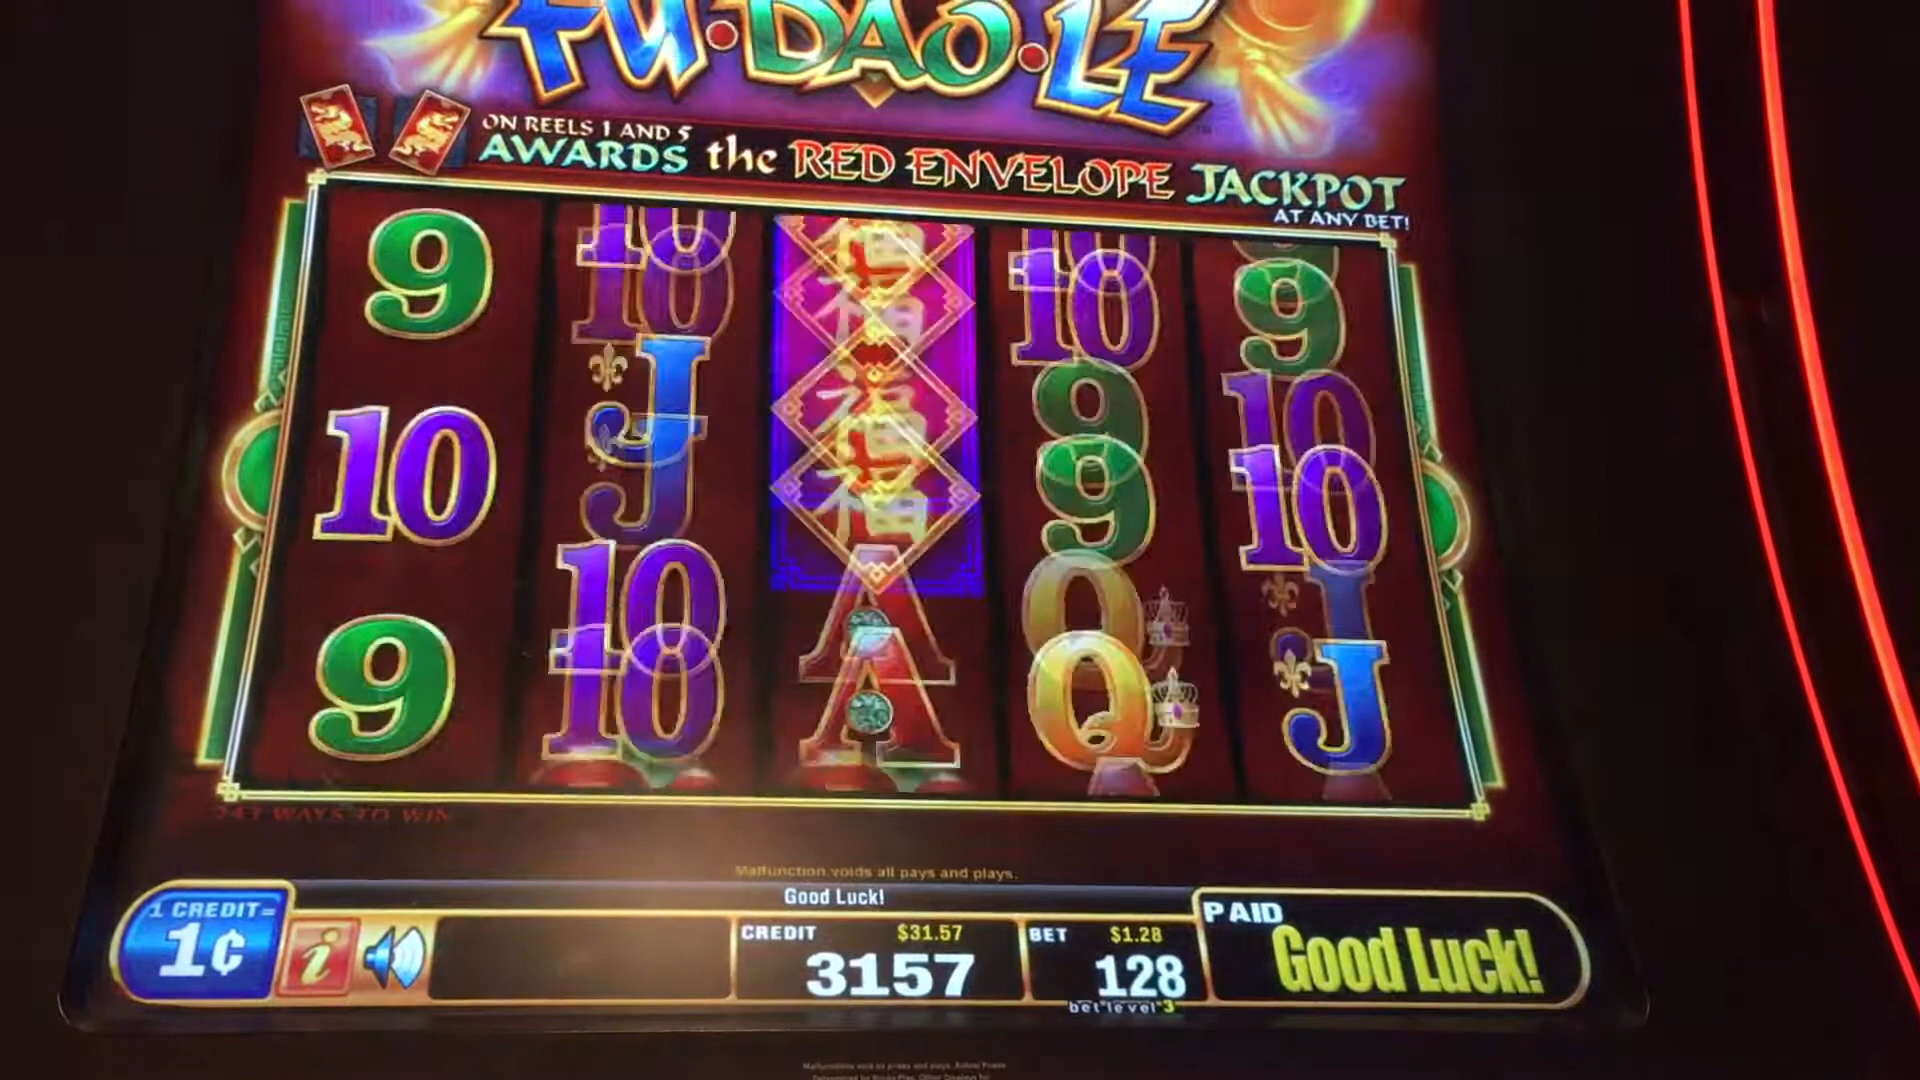 FU·DAO·LE
ON REELS 1 AND 5
AWARDS the RED ENVELOPE JACKPOT
AT ANY BET!
9 10 福 10 9
10 J 福 9 10
9 10 A Q J
243 WAYS TO WIN
Malfunction voids all pays and plays.
Good Luck!
1 CREDIT=
1¢
i
CREDIT $31.57
3157
BET $1.28
128
bet level 3
PAID
Good Luck!